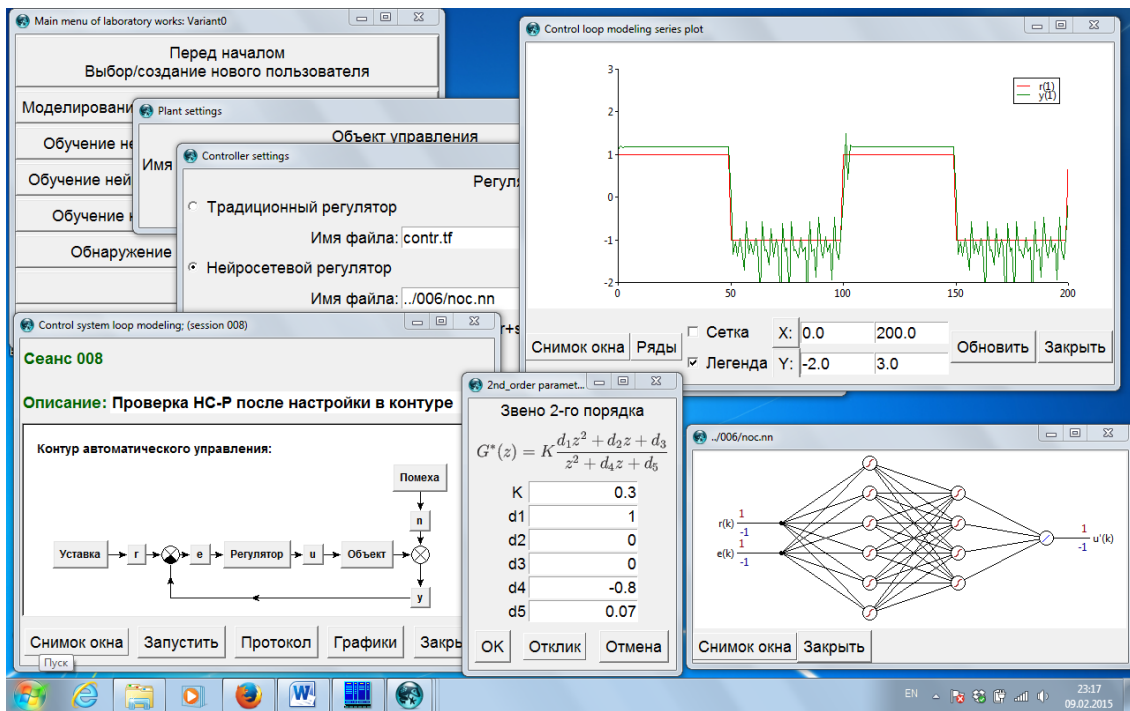 Main menu of laboratory works: Variant0
Перед началом
Выбор/создание нового пользователя
Моделировани
Обучение не
Обучение ней
Обучение н
Обнаружение
Plant settings
Объект управления
Имя
Controller settings
Регуля
Традиционный регулятор
Имя файла: contr.tf
Нейросетевой регулятор
Имя файла: ../006/noc.nn
r+s
Control loop modeling series plot
3
2
1
0
-1
-2
0 50 100 150 200
r(1)
y(1)
Снимок окна Ряды
Сетка X: 0.0 200.0
Легенда Y: -2.0 3.0
Обновить Закрыть
Control system loop modeling; (session 008)
Сеанс 008
Описание: Проверка НС-Р после настройки в контуре
Контур автоматического управления:
Помеха
n
Уставка r e Регулятор u Объект
y
Снимок окна Запустить Протокол Графики Закры
Пуск
2nd_order paramet...
Звено 2-го порядка
G*(z) = K (d₁z² + d₂z + d₃)/(z² + d₄z + d₅)
K 0.3
d1 1
d2 0
d3 0
d4 -0.8
d5 0.07
OK Отклик Отмена
../006/noc.nn
r(k) 1 -1
e(k) 1 -1
1 -1 u'(k)
Снимок окна Закрыть
EN
23:17
09.02.2015